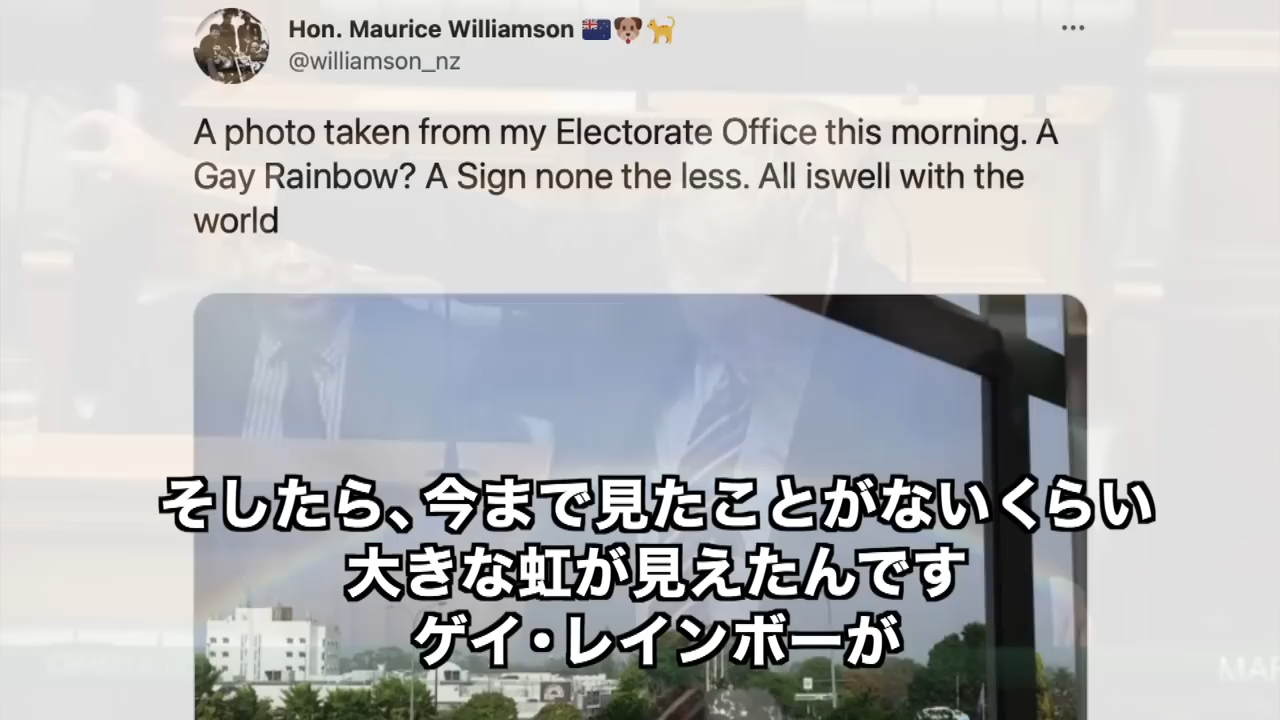 Hon. Maurice Williamson 🇳🇿🐶🐈
@williamson_nz
A photo taken from my Electorate Office this morning. A
Gay Rainbow? A Sign none the less. All iswell with the
world
そしたら、今まで見たことがないくらい
大きな虹が見えたんです
ゲイ・レインボーが